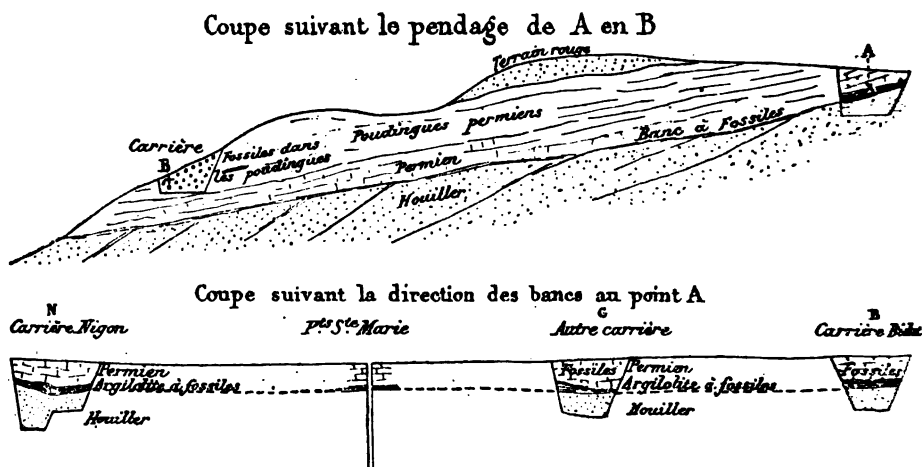 Coupe suivant le pendage de A en B
Terrain rouge
A
Poudingues permiens
Banc à Fossiles
Carrière
B
Fossiles dans
les poudingues
Permien
Houiller
Coupe suivant la direction des bancs au point A
N
G
B
Carrière Nigon
Pts Ste Marie
Autre carrière
Carrière
Permien
Argilolite à fossiles
Houiller
Fossiles
Permien
Argilolite à fossiles
Houiller
Fossiles